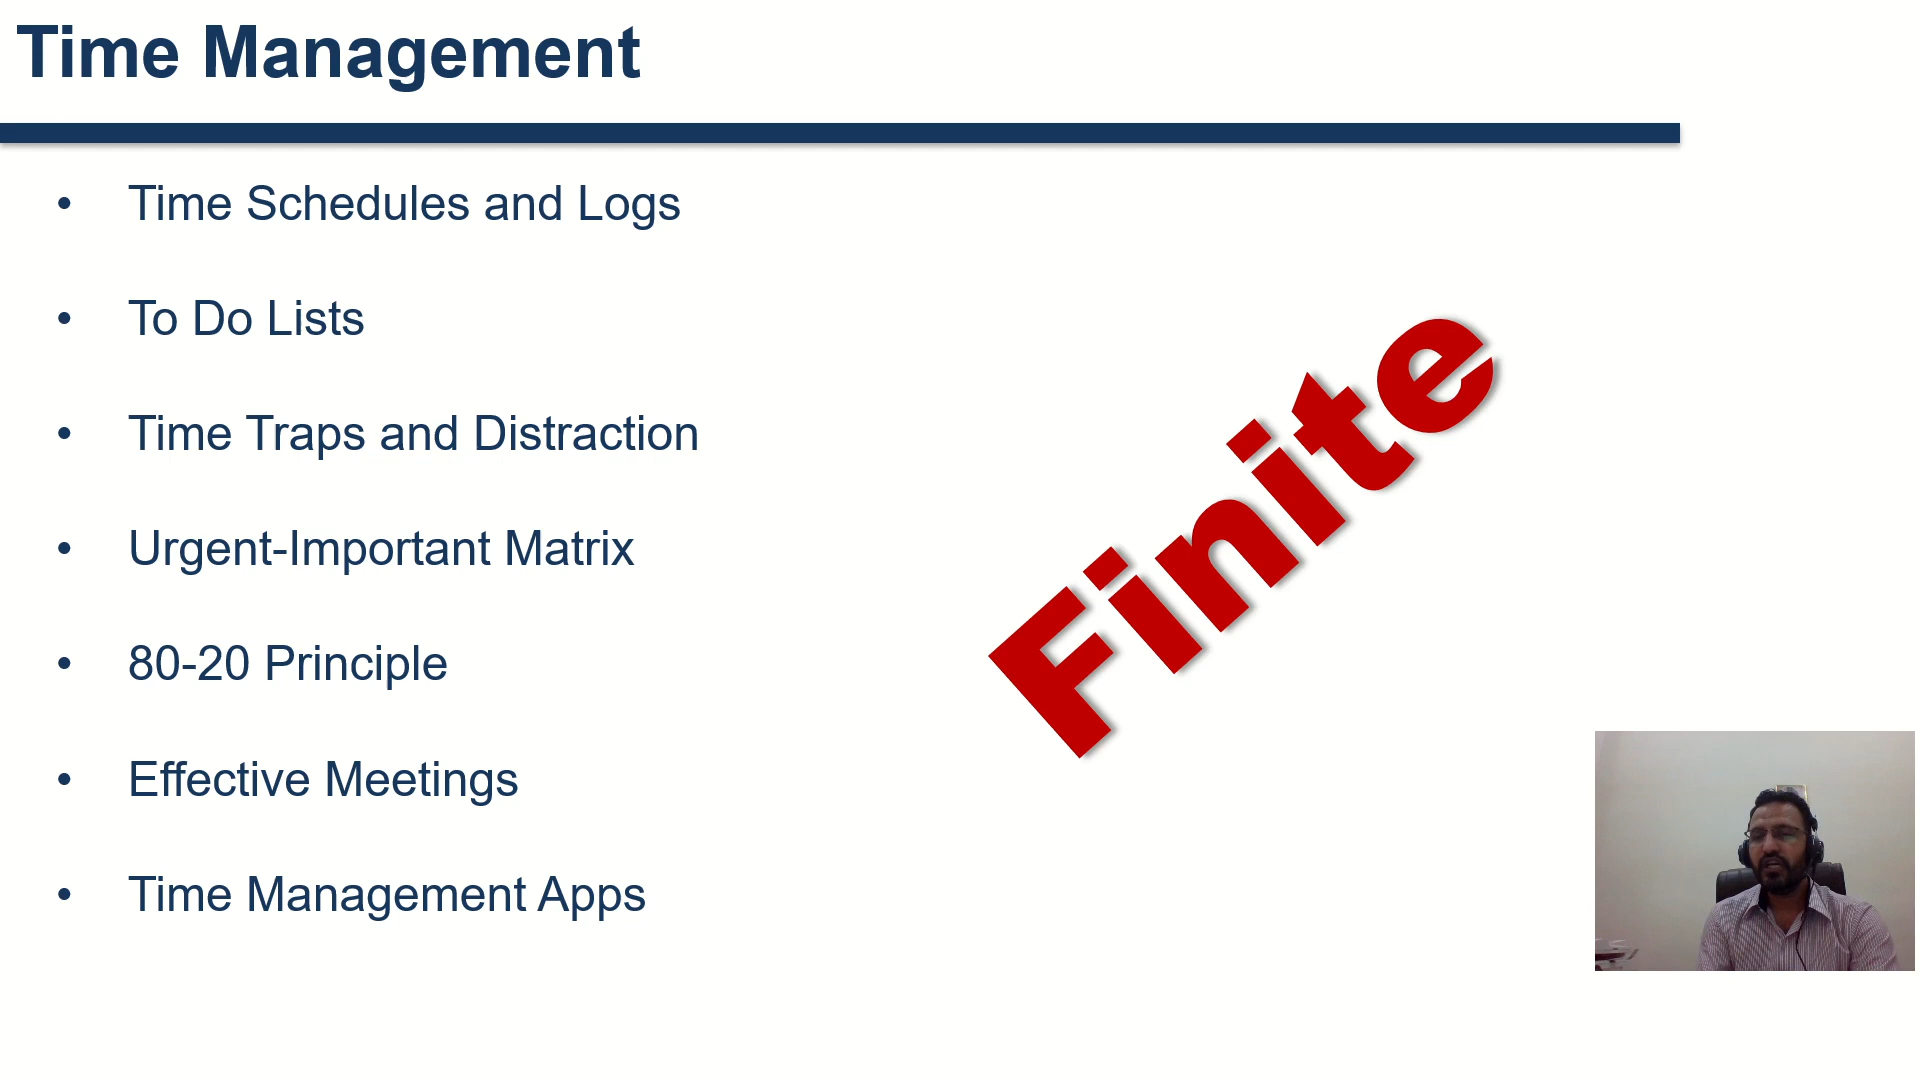 Time Management
• Time Schedules and Logs
• To Do Lists
• Time Traps and Distraction
• Urgent-Important Matrix
• 80-20 Principle
• Effective Meetings
• Time Management Apps
Finite